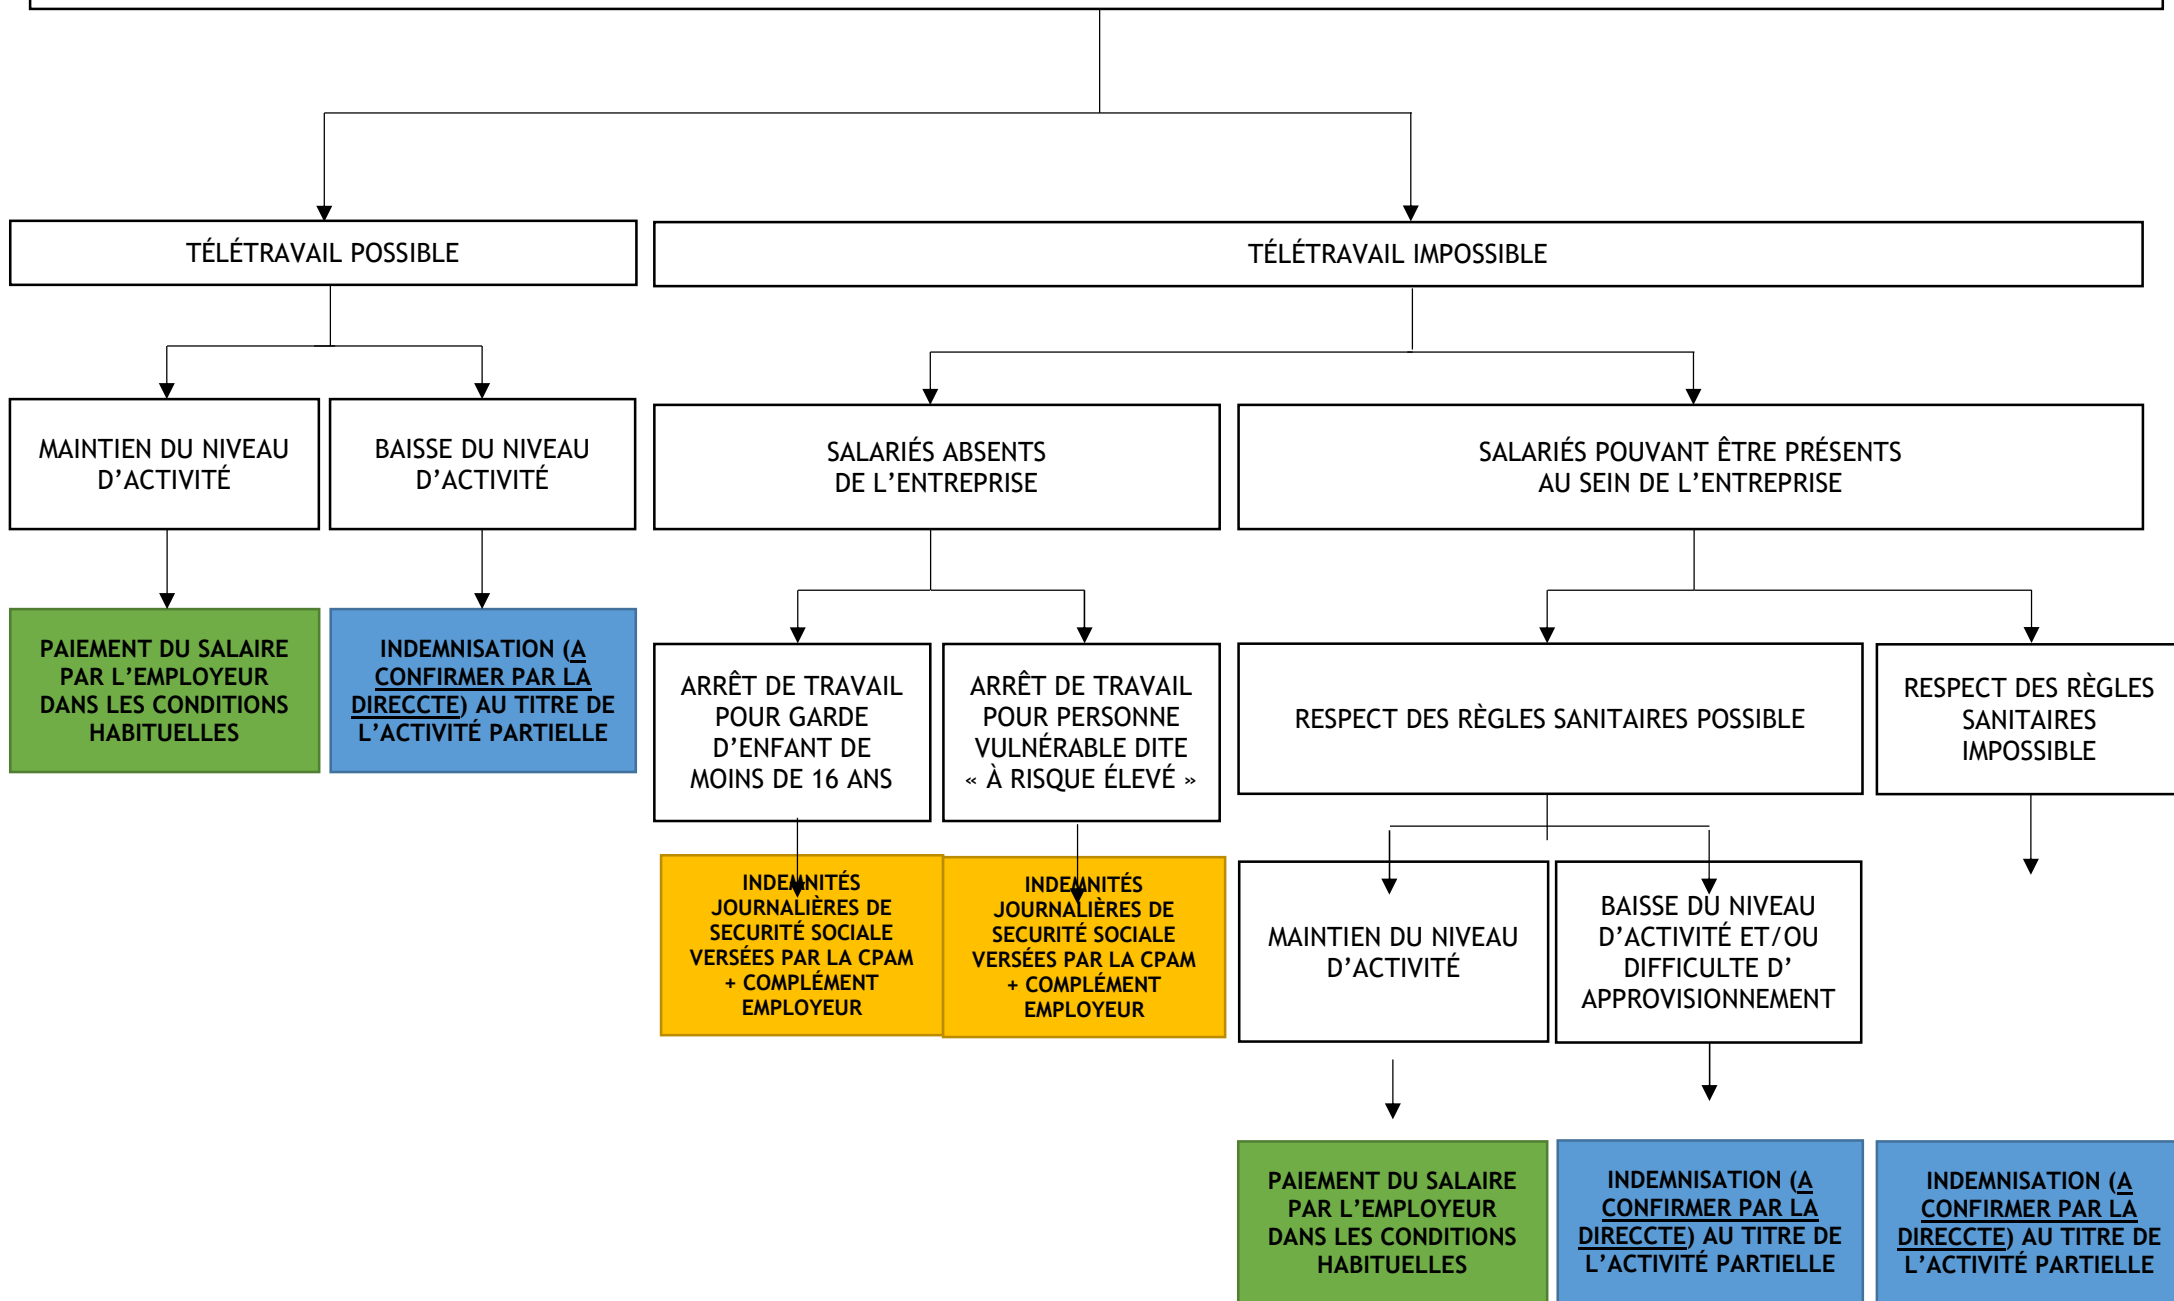 TÉLÉTRAVAIL POSSIBLE
TÉLÉTRAVAIL IMPOSSIBLE
MAINTIEN DU NIVEAU
D’ACTIVITÉ
BAISSE DU NIVEAU
D’ACTIVITÉ
SALARIÉS ABSENTS
DE L’ENTREPRISE
SALARIÉS POUVANT ÊTRE PRÉSENTS
AU SEIN DE L’ENTREPRISE
PAIEMENT DU SALAIRE
PAR L’EMPLOYEUR
DANS LES CONDITIONS
HABITUELLES
INDEMNISATION (A
CONFIRMER PAR LA
DIRECCTE) AU TITRE DE
L’ACTIVITÉ PARTIELLE
ARRÊT DE TRAVAIL
POUR GARDE
D’ENFANT DE
MOINS DE 16 ANS
ARRÊT DE TRAVAIL
POUR PERSONNE
VULNÉRABLE DITE
« À RISQUE ÉLEVÉ »
RESPECT DES RÈGLES SANITAIRES POSSIBLE
RESPECT DES RÈGLES
SANITAIRES
IMPOSSIBLE
INDEMNITÉS
JOURNALIÈRES DE
SECURITÉ SOCIALE
VERSÉES PAR LA CPAM
+ COMPLÉMENT
EMPLOYEUR
INDEMNITÉS
JOURNALIÈRES DE
SECURITÉ SOCIALE
VERSÉES PAR LA CPAM
+ COMPLÉMENT
EMPLOYEUR
MAINTIEN DU NIVEAU
D’ACTIVITÉ
BAISSE DU NIVEAU
D’ACTIVITÉ ET/OU
DIFFICULTE D’
APPROVISIONNEMENT
PAIEMENT DU SALAIRE
PAR L’EMPLOYEUR
DANS LES CONDITIONS
HABITUELLES
INDEMNISATION (A
CONFIRMER PAR LA
DIRECCTE) AU TITRE DE
L’ACTIVITÉ PARTIELLE
INDEMNISATION (A
CONFIRMER PAR LA
DIRECCTE) AU TITRE DE
L’ACTIVITÉ PARTIELLE